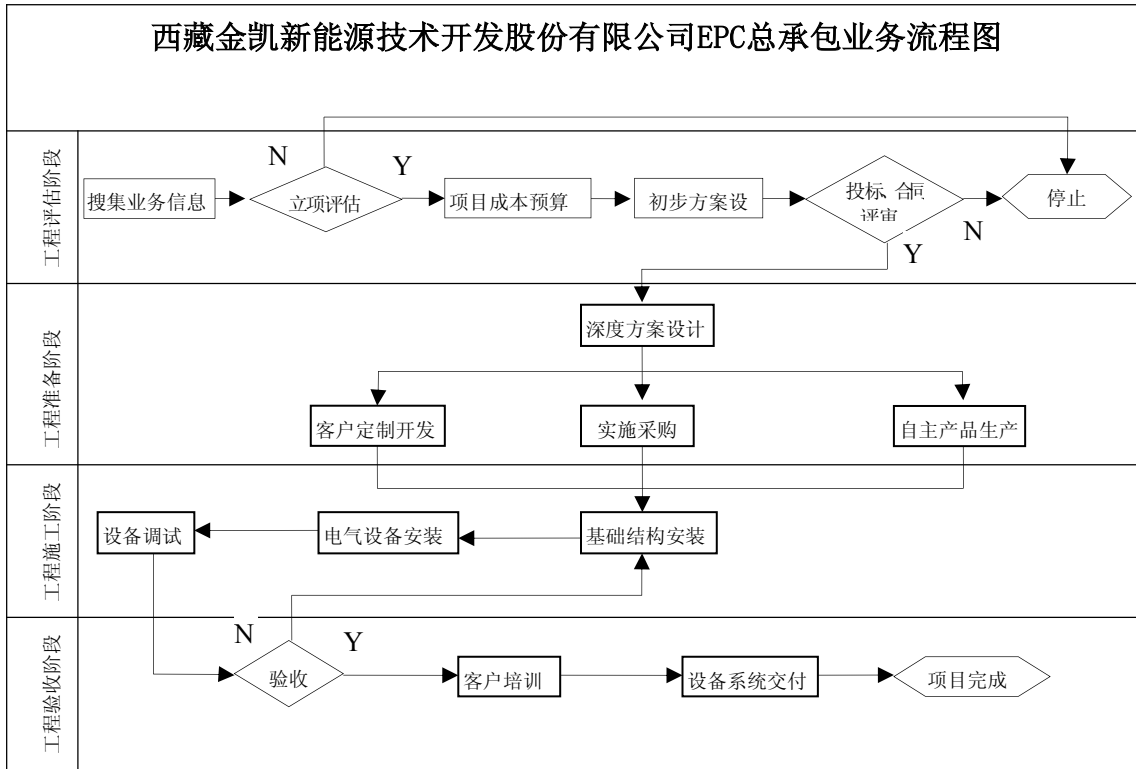 西藏金凯新能源技术开发股份有限公司EPC总承包业务流程图
工程评估阶段
N
Y
搜集业务信息
立项评估
项目成本预算
初步方案设
投标、合同
评审
停止
N
Y
工程准备阶段
深度方案设计
客户定制开发
实施采购
自主产品生产
工程施工阶段
设备调试
电气设备安装
基础结构安装
工程验收阶段
N
Y
验收
客户培训
设备系统交付
项目完成